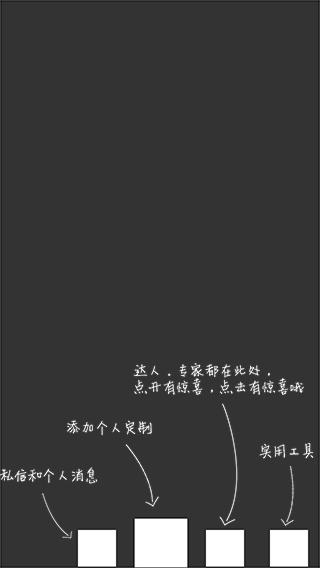 达人，专家都在此处，
点开有惊喜，点击有惊喜哦
添加个人定制
实用工具
私信和个人消息